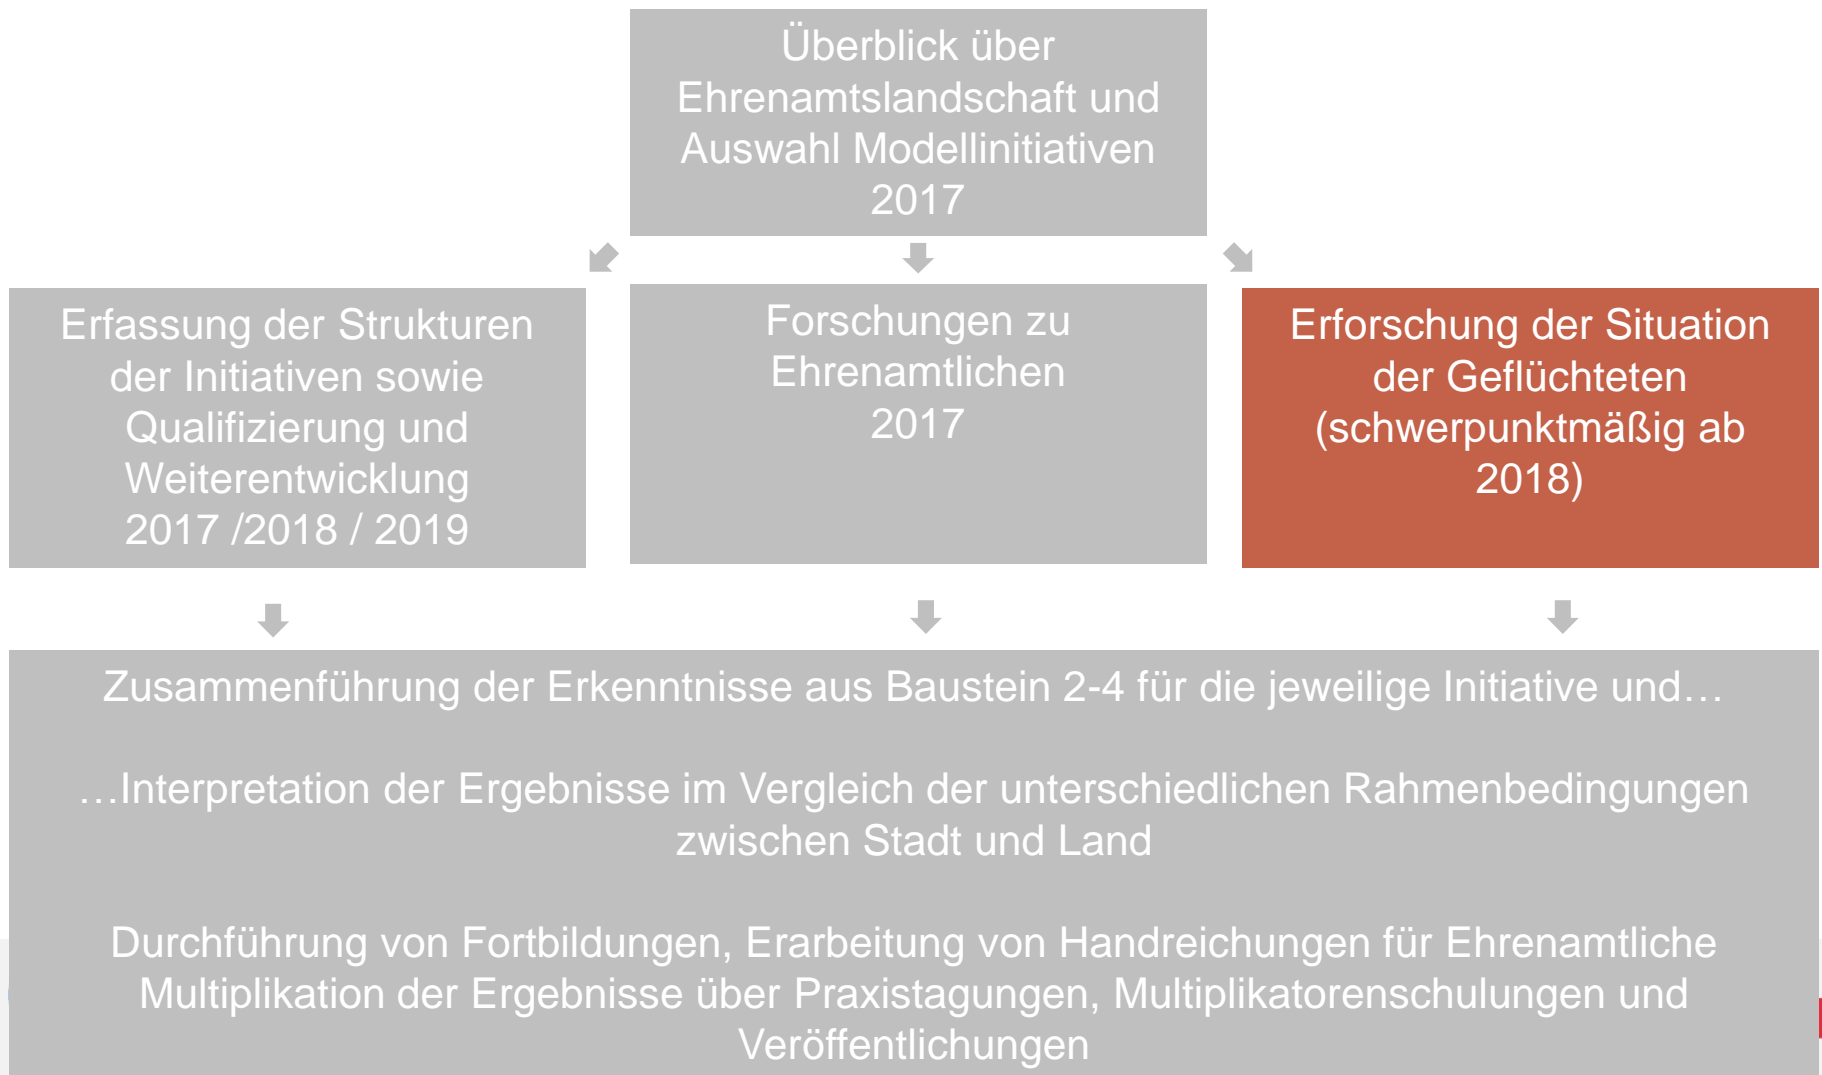 Überblick über
Ehrenamtslandschaft und
Auswahl Modellinitiativen
2017
Erfassung der Strukturen
der Initiativen sowie
Qualifizierung und
Weiterentwicklung
2017 /2018 / 2019
Forschungen zu
Ehrenamtlichen
2017
Erforschung der Situation
der Geflüchteten
(schwerpunktmäßig ab
2018)
Zusammenführung der Erkenntnisse aus Baustein 2-4 für die jeweilige Initiative und…
…Interpretation der Ergebnisse im Vergleich der unterschiedlichen Rahmenbedingungen
zwischen Stadt und Land
Durchführung von Fortbildungen, Erarbeitung von Handreichungen für Ehrenamtliche
Multiplikation der Ergebnisse über Praxistagungen, Multiplikatorenschulungen und
Veröffentlichungen